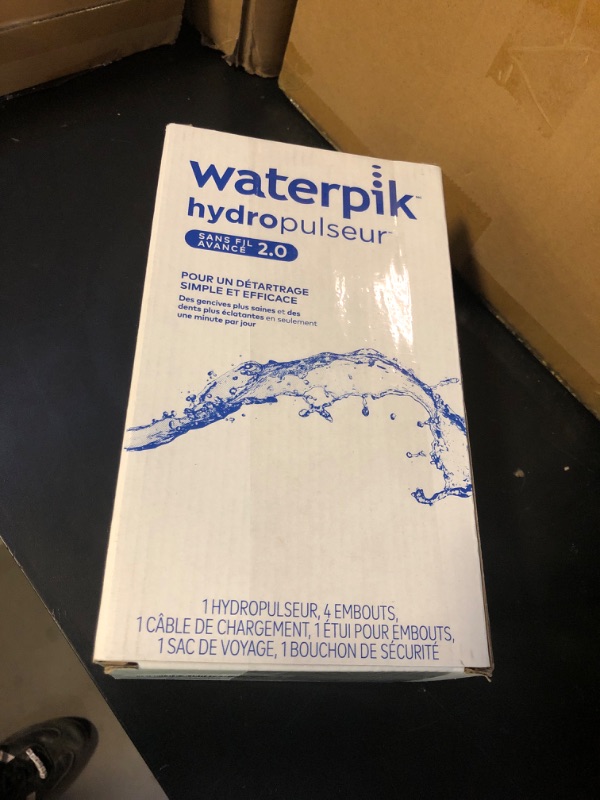 waterpik™
hydropulseur™
SANS FIL
AVANCÉ 2.0
POUR UN DÉTARTRAGE
SIMPLE ET EFFICACE
Des gencives plus saines et des
dents plus éclatantes en seulement
une minute par jour
1 HYDROPULSEUR, 4 EMBOUTS,
1 CÂBLE DE CHARGEMENT, 1 ÉTUI POUR EMBOUTS,
1 SAC DE VOYAGE, 1 BOUCHON DE SÉCURITÉ